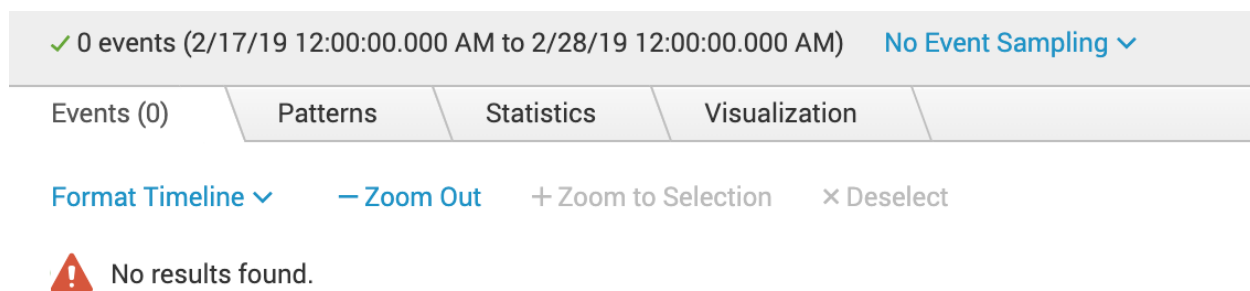 ✓ 0 events (2/17/19 12:00:00.000 AM to 2/28/19 12:00:00.000 AM) No Event Sampling
Events (0) Patterns Statistics Visualization
Format Timeline — Zoom Out + Zoom to Selection × Deselect
No results found.